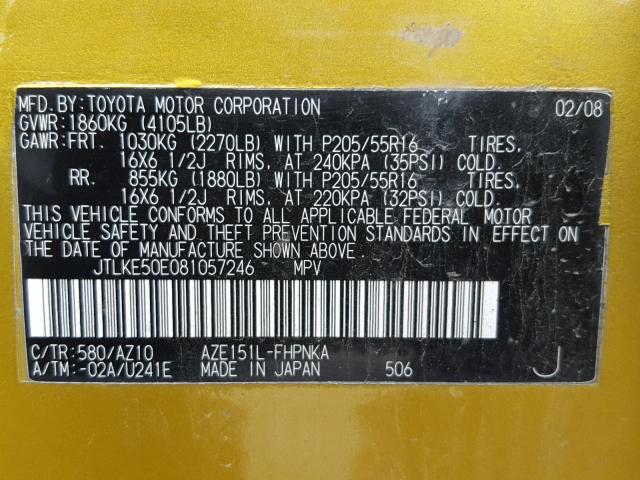 MFD.BY:TOYOTA MOTOR CORPORATION 02/08
GVWR:1860KG (4105LB)
GAWR:FRT. 1030KG (2270LB) WITH P205/55R16 TIRES,
16X6 1/2J RIMS, AT 240KPA (35PSI) COLD.
RR. 855KG (1880LB) WITH P205/55R16 TIRES,
16X6 1/2J RIMS, AT 220KPA (32PSI) COLD.
THIS VEHICLE CONFORMS TO ALL APPLICABLE FEDERAL MOTOR
VEHICLE SAFETY AND THEFT PREVENTION STANDARDS IN EFFECT ON
THE DATE OF MANUFACTURE SHOWN ABOVE.
JTLKE50E081057246 MPV
C/TR:580/AZ10 AZE151L-FHPNKA
A/TM:-02A/U241E MADE IN JAPAN 506 J